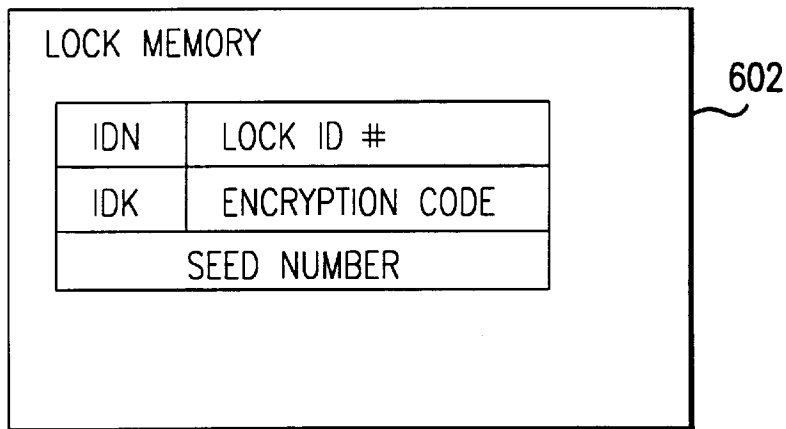 LOCK MEMORY
602
IDN LOCK ID #
IDK ENCRYPTION CODE
SEED NUMBER